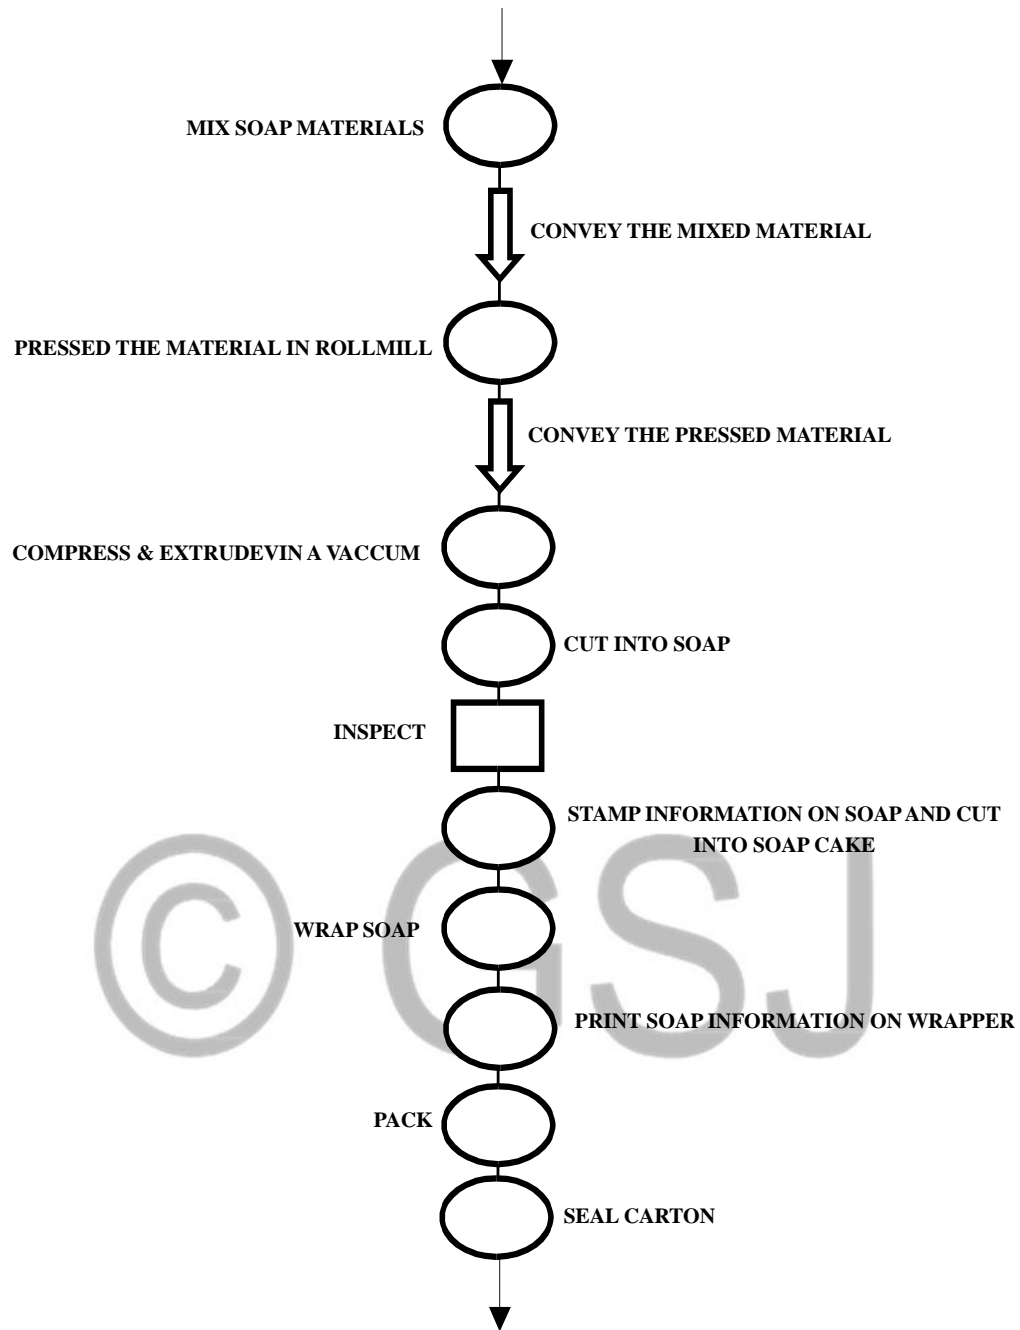 MIX SOAP MATERIALS
CONVEY THE MIXED MATERIAL
PRESSED THE MATERIAL IN ROLLMILL
CONVEY THE PRESSED MATERIAL
COMPRESS & EXTRUDEVIN A VACCUM
CUT INTO SOAP
INSPECT
STAMP INFORMATION ON SOAP AND CUT
INTO SOAP CAKE
WRAP SOAP
© GSJ
PRINT SOAP INFORMATION ON WRAPPER
PACK
SEAL CARTON